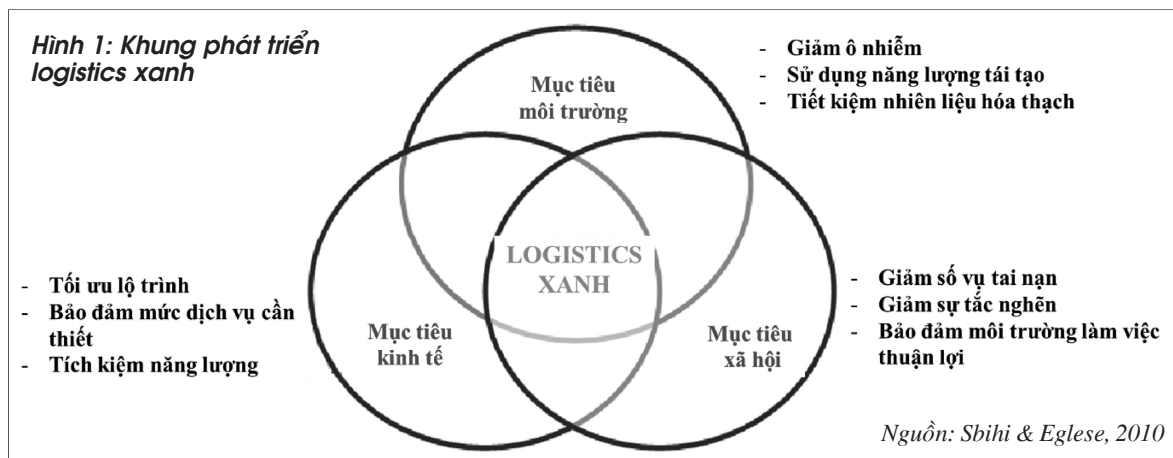 Hình 1: Khung phát triển
logistics xanh
Mục tiêu
môi trường
- Giảm ô nhiễm
- Sử dụng năng lượng tái tạo
- Tiết kiệm nhiên liệu hóa thạch
LOGISTICS
XANH
- Tối ưu lộ trình
- Bảo đảm mức dịch vụ cần
thiết
- Tích kiệm năng lượng
Mục tiêu
kinh tế
Mục tiêu
xã hội
- Giảm số vụ tai nạn
- Giảm sự tắc nghẽn
- Bảo đảm môi trường làm việc
thuận lợi
Nguồn: Sbihi & Eglese, 2010